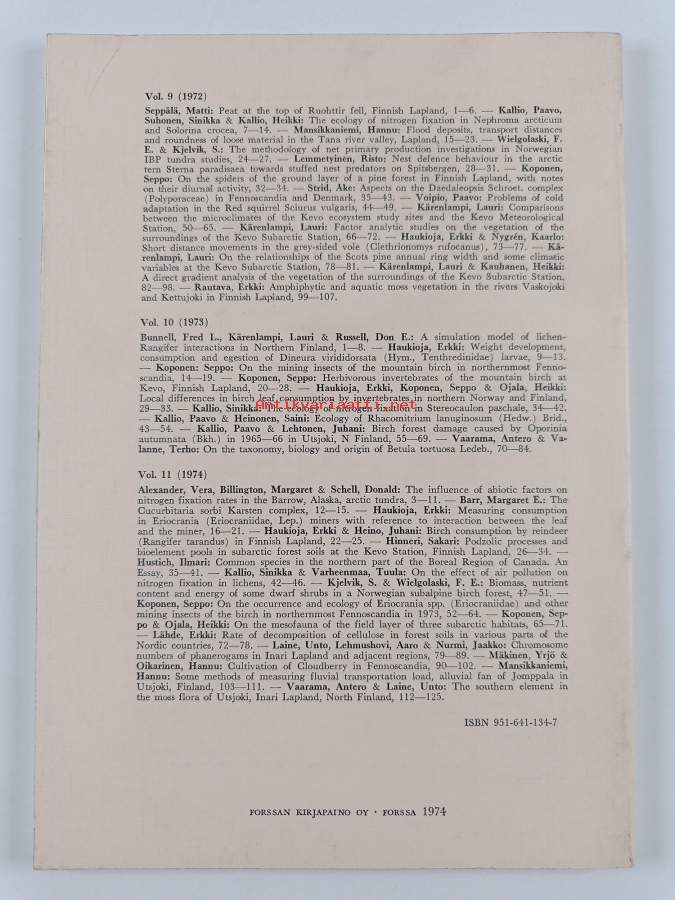 Vol. 9 (1972)
Seppälä, Matti: Peat at the top of Ruohttir fell, Finnish Lapland, 1—6. — Kallio, Paavo,
Suhonen, Sinikka & Kallio, Heikki: The ecology of nitrogen fixation in Nephroma arcticum
and Solorina crocea, 7—14. — Mansikkaniemi, Hannu: Flood deposits, transport distances
and roundness of loose material in the Tana river valley, Lapland, 15—23. — Wielgolaski, F.
E. & Kjelvik, S.: The methodology of net primary production investigations in Norwegian
IBP tundra studies, 24—27. — Lemmetyinen, Risto: Nest defence behaviour in the arctic
tern Sterna paradisaea towards stuffed nest predators on Spitsbergen, 28—31. — Koponen,
Seppo: On the spiders of the ground layer of a pine forest in Finnish Lapland, with notes
on their diurnal activity, 32—34. — Strid, Åke: Aspects on the Daedaleopsis Schroet. complex
(Polyporaceae) in Fennoscandia and Denmark, 35—43. — Voipio, Paavo: Problems of cold
adaptation in the Red squirrel Sciurus vulgaris, 44—49. — Kärenlampi, Lauri: Comparisons
between the microclimates of the Kevo ecosystem study sites and the Kevo Meteorological
Station, 50—65. — Kärenlampi, Lauri: Factor analytic studies on the vegetation of the
surroundings of the Kevo Subarctic Station, 66—72. — Haukioja, Erkki & Nygrén, Kaarlo:
Short distance movements in the grey-sided vole (Clethrionomys rufocanus), 73—77. — Kä-
renlampi, Lauri: On the relationships of the Scots pine annual ring width and some climatic
variables at the Kevo Subarctic Station, 78—81. — Kärenlampi, Lauri & Kauhanen, Heikki:
A direct gradient analysis of the vegetation of the surroundings of the Kevo Subarctic Station,
82—98. — Rautava, Erkki: Amphiphytic and aquatic moss vegetation in the rivers Vaskojoki
and Kettujoki in Finnish Lapland, 99—107.
Vol. 10 (1973)
Bunnell, Fred L., Kärenlampi, Lauri & Russell, Don E.: A simulation model of lichen-
Rangifer interactions in Northern Finland, 1—8. — Haukioja, Erkki: Weight development,
consumption and egestion of Dineura virididorsata (Hym., Tenthredinidae) larvae, 9—13.
— Koponen: Seppo: On the mining insects of the mountain birch in northernmost Fenno-
scandia, 14—19. — Koponen, Seppo: Herbivorous invertebrates of the mountain birch at
Kevo, Finnish Lapland, 20—28. — Haukioja, Erkki, Koponen, Seppo & Ojala, Heikki:
Local differences in birch leaf consumption by invertebrates in northern Norway and Finland,
29—33. — Kallio, Sinikka: The ecology of nitrogen fixation in Stereocaulon paschale, 34—42.
antikvariaatti.net
— Kallio, Paavo & Heinonen, Saini: Ecology of Rhacomitrium lanuginosum (Hedw.) Brid.,
43—54. — Kallio, Paavo & Lehtonen, Juhani: Birch forest damage caused by Oporinia
autumnata (Bkh.) in 1965—66 in Utsjoki, N Finland, 55—69. — Vaarama, Antero & Va-
lanne, Terho: On the taxonomy, biology and origin of Betula tortuosa Ledeb., 70—84.
Vol. 11 (1974)
Alexander, Vera, Billington, Margaret & Schell, Donald: The influence of abiotic factors on
nitrogen fixation rates in the Barrow, Alaska, arctic tundra, 3—11. — Barr, Margaret E.: The
Cucurbitaria sorbi Karsten complex, 12—15. — Haukioja, Erkki: Measuring consumption
in Eriocrania (Eriocraniidae, Lep.) miners with reference to interaction between the leaf
and the miner, 16—21. — Haukioja, Erkki & Heino, Juhani: Birch consumption by reindeer
(Rangifer tarandus) in Finnish Lapland, 22—25. — Hinneri, Sakari: Podzolic processes and
bioelement pools in subarctic forest soils at the Kevo Station, Finnish Lapland, 26—34. —
Hustich, Ilmari: Common species in the northern part of the Boreal Region of Canada. An
Essay, 35—41. — Kallio, Sinikka & Varheenmaa, Tuula: On the effect of air pollution on
nitrogen fixation in lichens, 42—46. — Kjelvik, S. & Wielgolaski, F. E.: Biomass, nutrient
content and energy of some dwarf shrubs in a Norwegian subalpine birch forest, 47—51. —
Koponen, Seppo: On the occurrence and ecology of Eriocrania spp. (Eriocraniidae) and other
mining insects of the birch in northernmost Fennoscandia in 1973, 52—64. — Koponen, Sep-
po & Ojala, Heikki: On the mesofauna of the field layer of three subarctic habitats, 65—71.
— Lähde, Erkki: Rate of decomposition of cellulose in forest soils in various parts of the
Nordic countries, 72—78. — Laine, Unto, Lehmushovi, Aaro & Nurmi, Jaakko: Chromosome
numbers of phanerogams in Inari Lapland and adjacent regions, 79—89. — Mäkinen, Yrjö &
Oikarinen, Hannu: Cultivation of Cloudberry in Fennoscandia, 90—102. — Mansikkaniemi,
Hannu: Some methods of measuring fluvial transportation load, alluvial fan of Jomppala in
Utsjoki, Finland, 103—111. — Vaarama, Antero & Laine, Unto: The southern element in
the moss flora of Utsjoki, Inari Lapland, North Finland, 112—125.
ISBN 951-641-134-7
FORSSAN KIRJAPAINO OY · FORSSA 1974